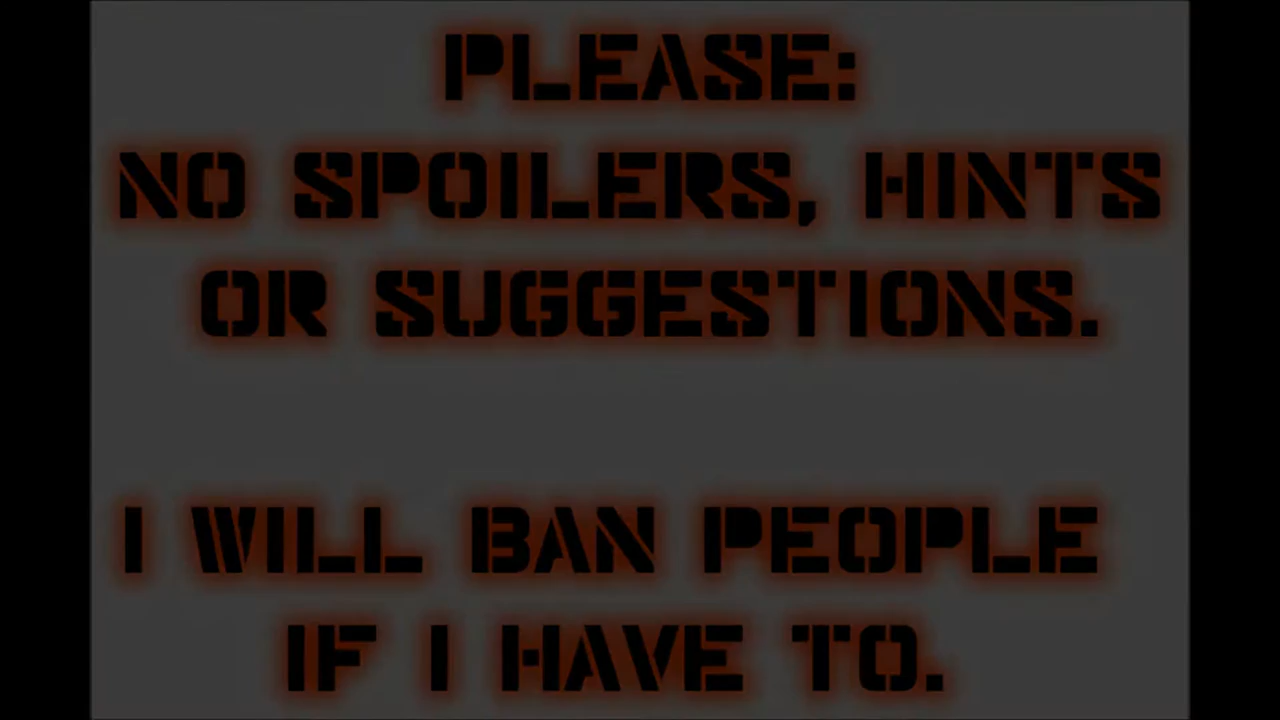 PLEASE:
NO SPOILERS, HINTS
OR SUGGESTIONS.
I WILL BAN PEOPLE
IF I HAVE TO.